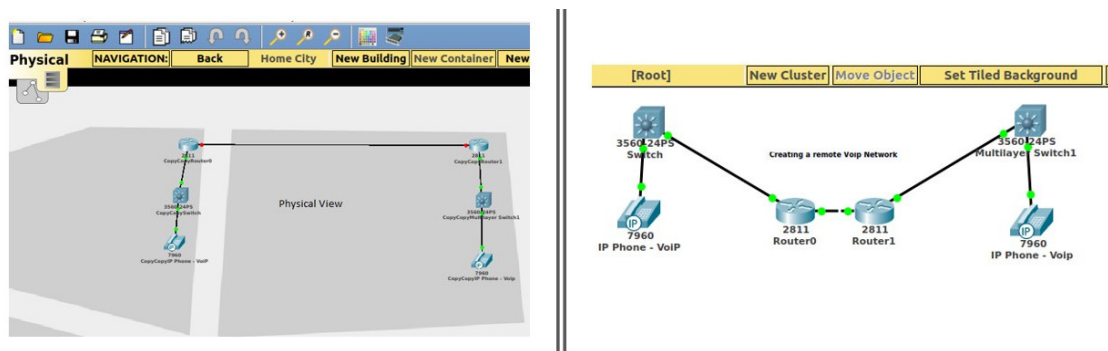 Physical
NAVIGATION:
Back
Home City
New Building
New Container
New
2811
CopyCopyRouter0
2811
CopyCopyRouter1
3560-24PS
CopyCopySwitch
Physical View
3560-24PS
CopyCopyMultilayer Switch1
7960
CopyCopyIP Phone - VoIP
7960
CopyCopyIP Phone - Voip
[Root]
New Cluster
Move Object
Set Tiled Background
3560-24PS
Switch
Creating a remote Voip Network
3560-24PS
Multilayer Switch1
IP
7960
IP Phone - VoiP
2811
Router0
2811
Router1
IP
7960
IP Phone - Voip